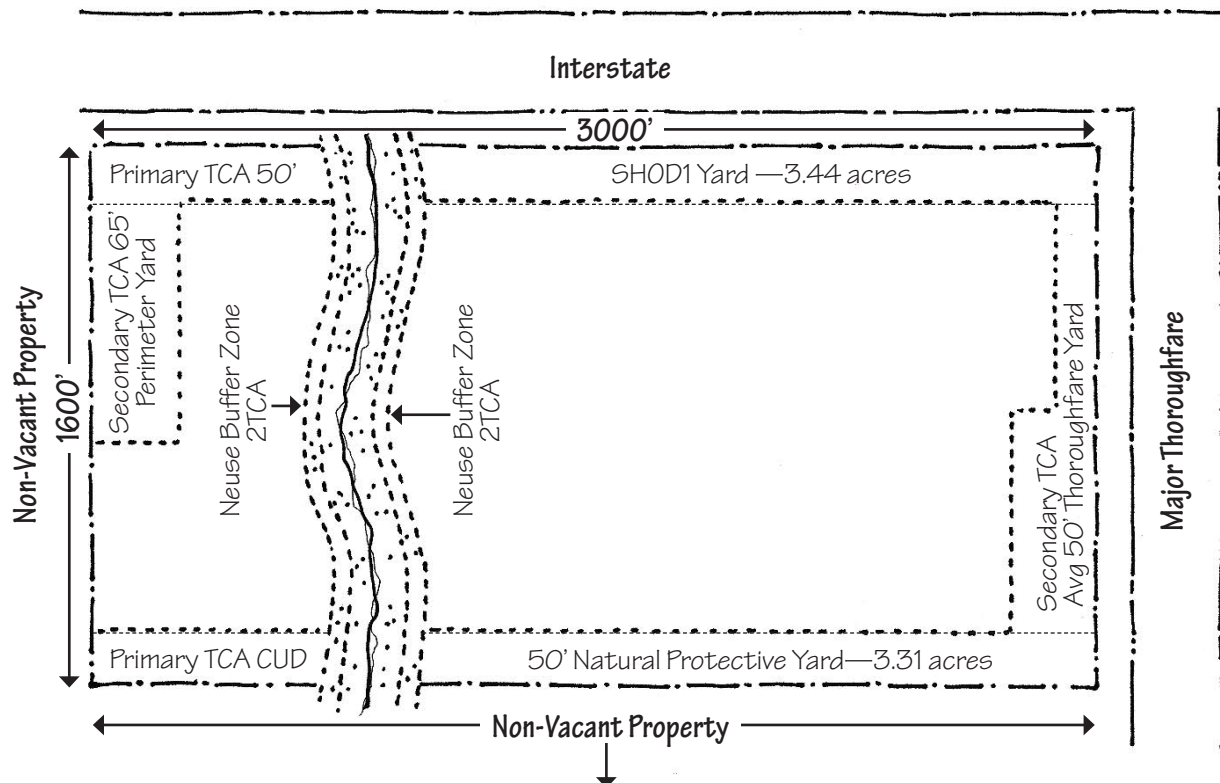 Interstate
3000'
Primary TCA 50'
SHOD1 Yard —3.44 acres
Non-Vacant Property
1600'
Secondary TCA 65'
Perimeter Yard
Neuse Buffer Zone
2TCA
Neuse Buffer Zone
2TCA
Secondary TCA
Avg 50' Thoroughfare Yard
Major Thoroughfare
Primary TCA CUD
50' Natural Protective Yard—3.31 acres
Non-Vacant Property